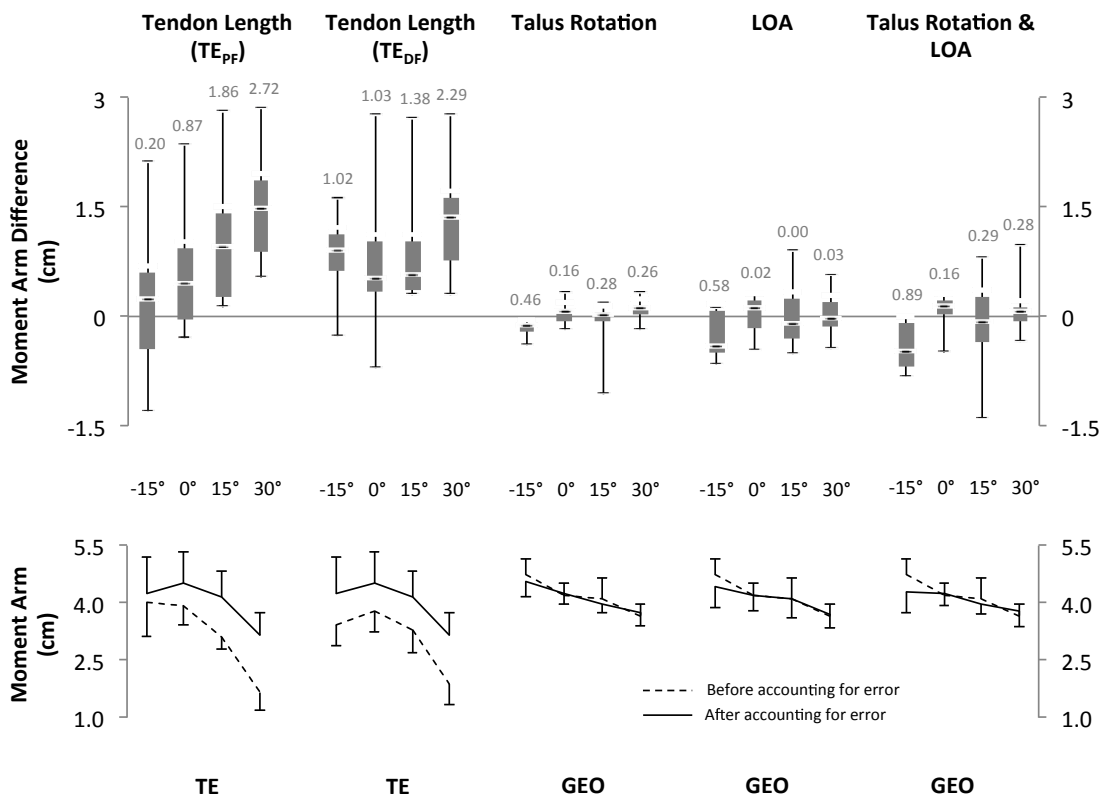 Tendon Length
(TEPF)
Tendon Length
(TEDF)
Talus Rotation
LOA
Talus Rotation &
LOA
Moment Arm Difference
(cm)
3
1.5
0
-1.5
0.20
0.87
1.86
2.72
1.02
1.03
1.38
2.29
0.46
0.16
0.28
0.26
0.58
0.02
0.00
0.03
0.89
0.16
0.29
0.28
3
1.5
0
-1.5
-15° 0° 15° 30°
-15° 0° 15° 30°
-15° 0° 15° 30°
-15° 0° 15° 30°
-15° 0° 15° 30°
Moment Arm
(cm)
5.5
4.0
2.5
1.0
Before accounting for error
After accounting for error
5.5
4.0
2.5
1.0
TE
TE
GEO
GEO
GEO